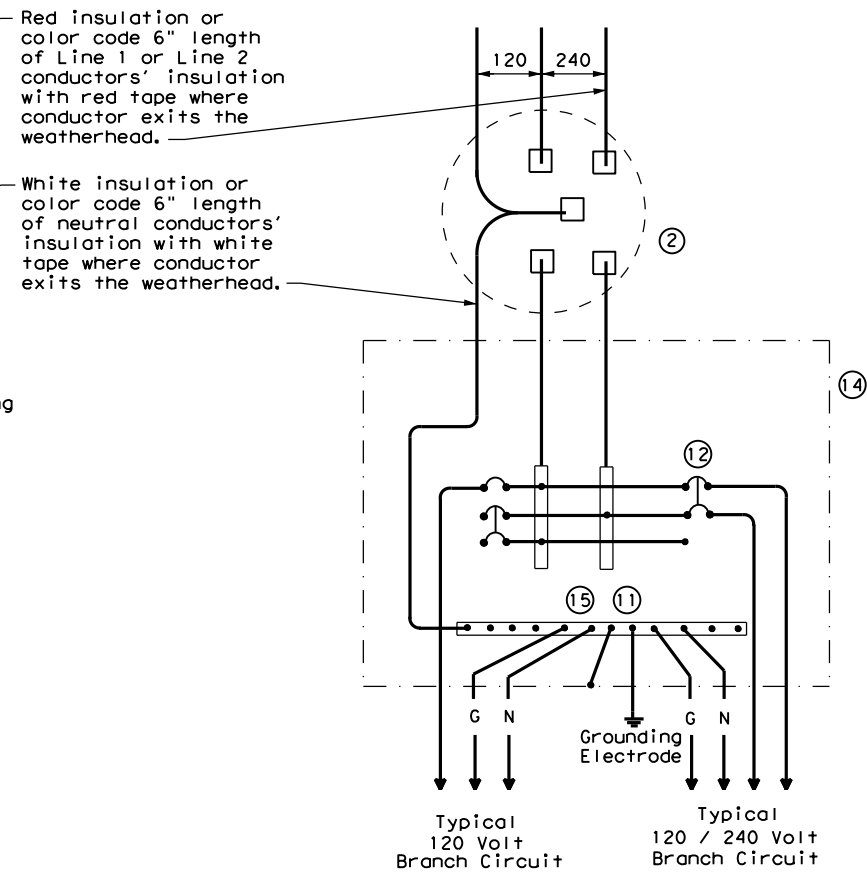 Red insulation or
color code 6" length
of Line 1 or Line 2
conductors' insulation
with red tape where
conductor exits the
weatherhead.
120
240
White insulation or
color code 6" length
of neutral conductors'
insulation with white
tape where conductor
exits the weatherhead.
2
14
12
15
11
G
N
G
N
Grounding
Electrode
Typical
120 Volt
Branch Circuit
Typical
120 / 240 Volt
Branch Circuit